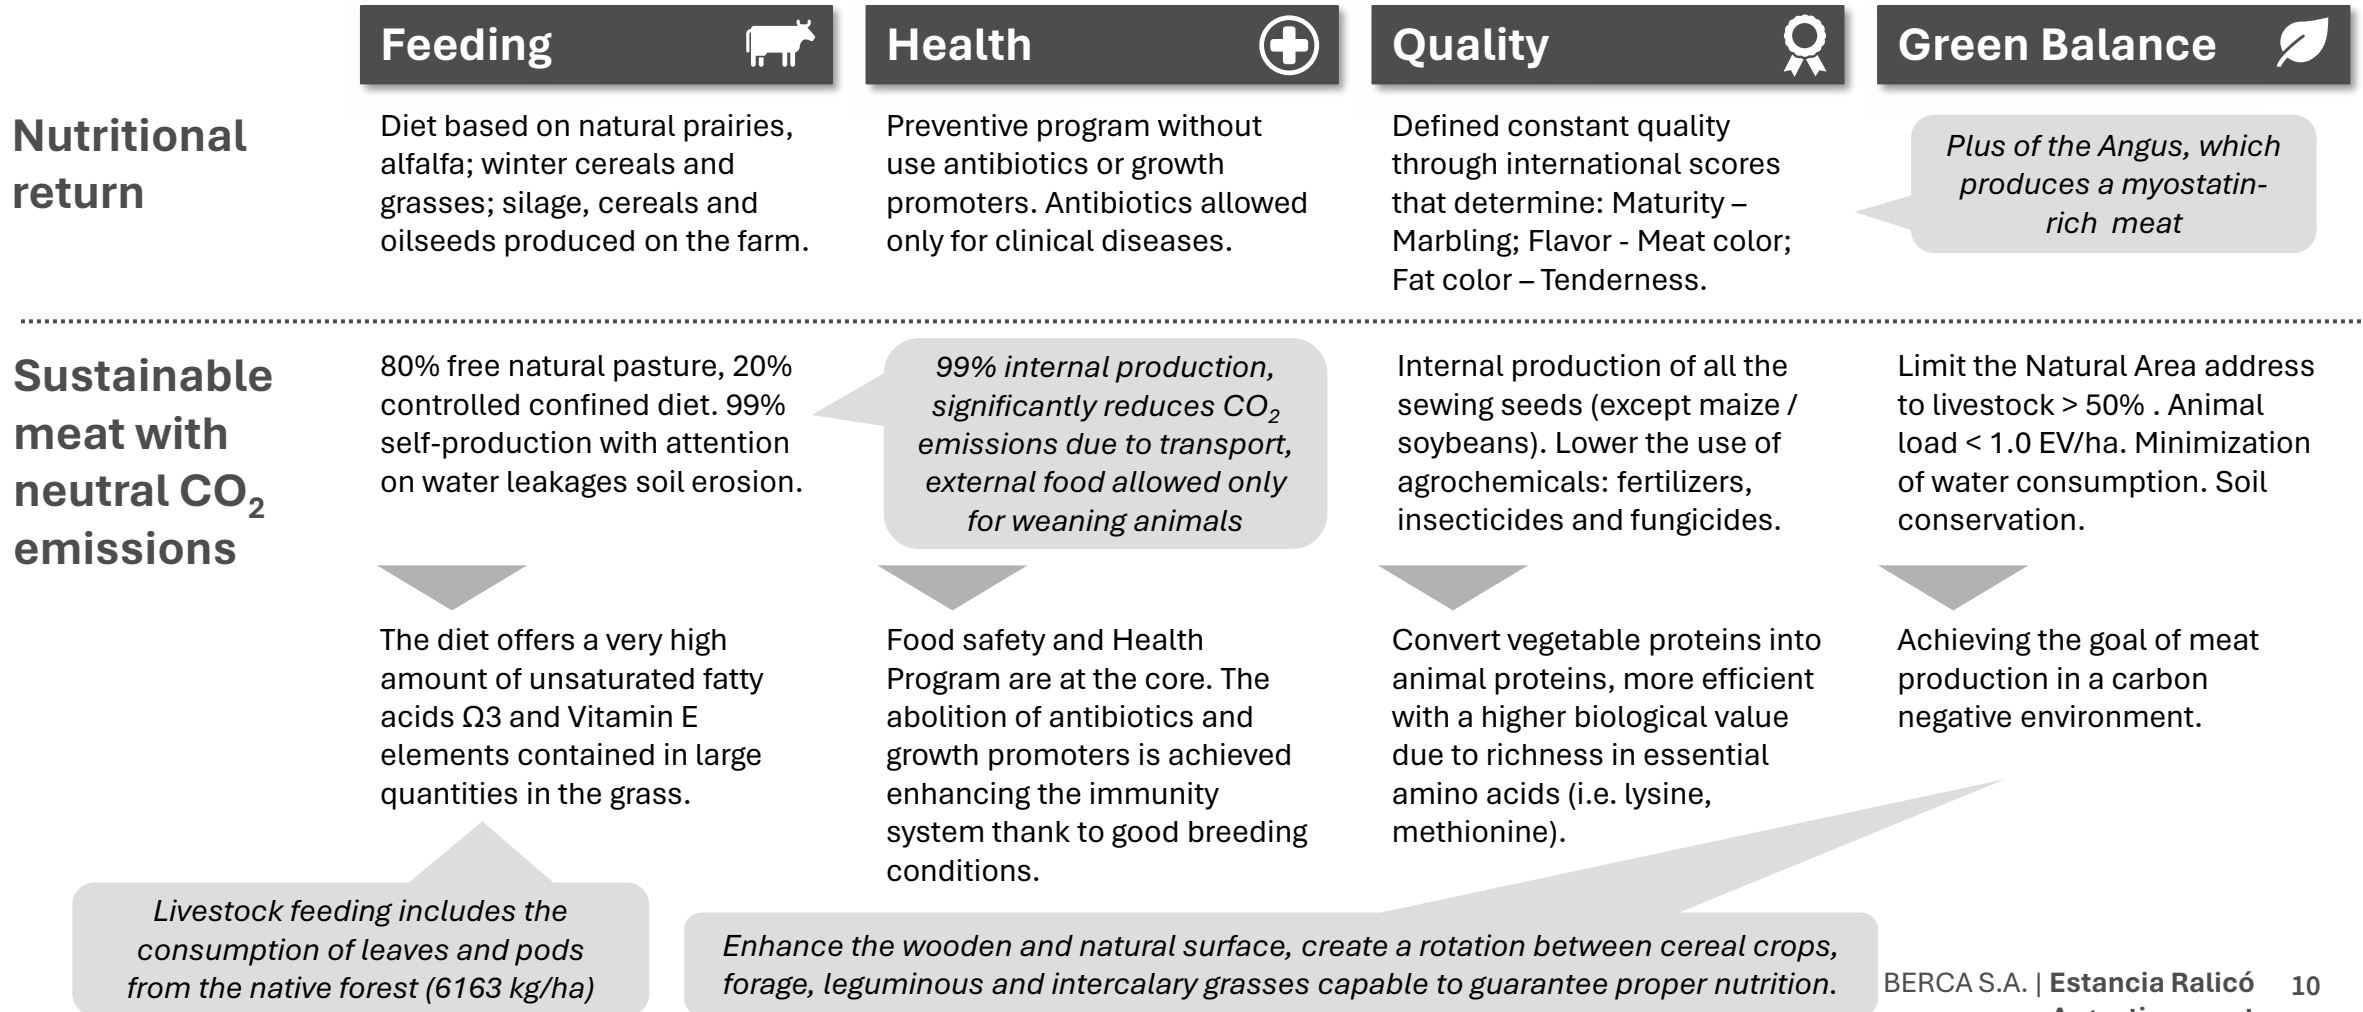 Feeding
Health
Quality
Green Balance
Nutritional
return
Diet based on natural prairies,
alfalfa; winter cereals and
grasses; silage, cereals and
oilseeds produced on the farm.
Preventive program without
use antibiotics or growth
promoters. Antibiotics allowed
only for clinical diseases.
Defined constant quality
through international scores
that determine: Maturity –
Marbling; Flavor - Meat color;
Fat color – Tenderness.
Plus of the Angus, which
produces a myostatin-
rich  meat
Sustainable
meat with
neutral CO₂
emissions
80% free natural pasture, 20%
controlled confined diet. 99%
self-production with attention
on water leakages soil erosion.
99% internal production,
significantly reduces CO₂
emissions due to transport,
external food allowed only
for weaning animals
Internal production of all the
sewing seeds (except maize /
soybeans). Lower the use of
agrochemicals: fertilizers,
insecticides and fungicides.
Limit the Natural Area address
to livestock > 50% . Animal
load < 1.0 EV/ha. Minimization
of water consumption. Soil
conservation.
The diet offers a very high
amount of unsaturated fatty
acids Ω3 and Vitamin E
elements contained in large
quantities in the grass.
Food safety and Health
Program are at the core. The
abolition of antibiotics and
growth promoters is achieved
enhancing the immunity
system thank to good breeding
conditions.
Convert vegetable proteins into
animal proteins, more efficient
with a higher biological value
due to richness in essential
amino acids (i.e. lysine,
methionine).
Achieving the goal of meat
production in a carbon
negative environment.
Livestock feeding includes the
consumption of leaves and pods
from the native forest (6163 kg/ha)
Enhance the wooden and natural surface, create a rotation between cereal crops,
forage, leguminous and intercalary grasses capable to guarantee proper nutrition.
BERCA S.A. | Estancia Ralicó
10